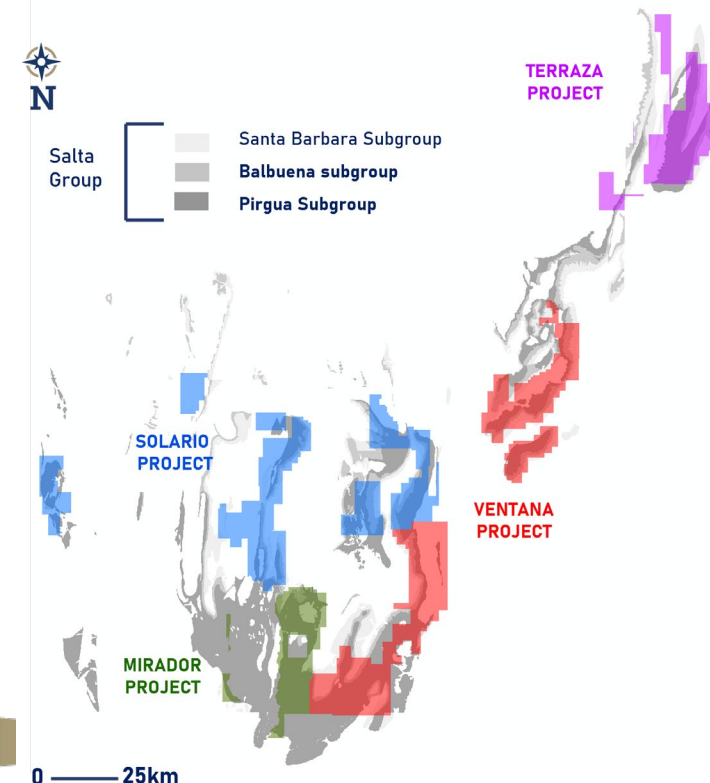 N
TERRAZA
PROJECT
Salta
Group
Santa Barbara Subgroup
Balbuena subgroup
Pirgua Subgroup
SOLARIO
PROJECT
VENTANA
PROJECT
MIRADOR
PROJECT
0 25km